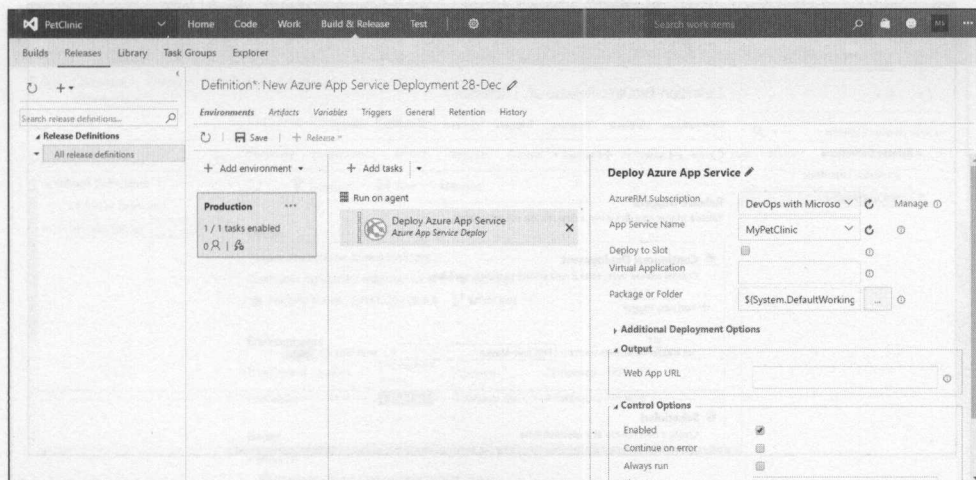 PetClinic Home Code Work Build & Release Test Search work items MS ...
Builds Releases Library Task Groups Explorer
Search release definitions...
Release Definitions
All release definitions
Definition*: New Azure App Service Deployment 28-Dec
Environments Artifacts Variables Triggers General Retention History
Save + Release
+ Add environment
Production ...
1 / 1 tasks enabled
0
+ Add tasks
Run on agent
Deploy Azure App Service
Azure App Service Deploy
Deploy Azure App Service
AzureRM Subscription DevOps with Microso Manage
App Service Name MyPetClinic
Deploy to Slot
Virtual Application
Package or Folder $(System.DefaultWorking ...
Additional Deployment Options
Output
Web App URL
Control Options
Enabled
Continue on error
Always run